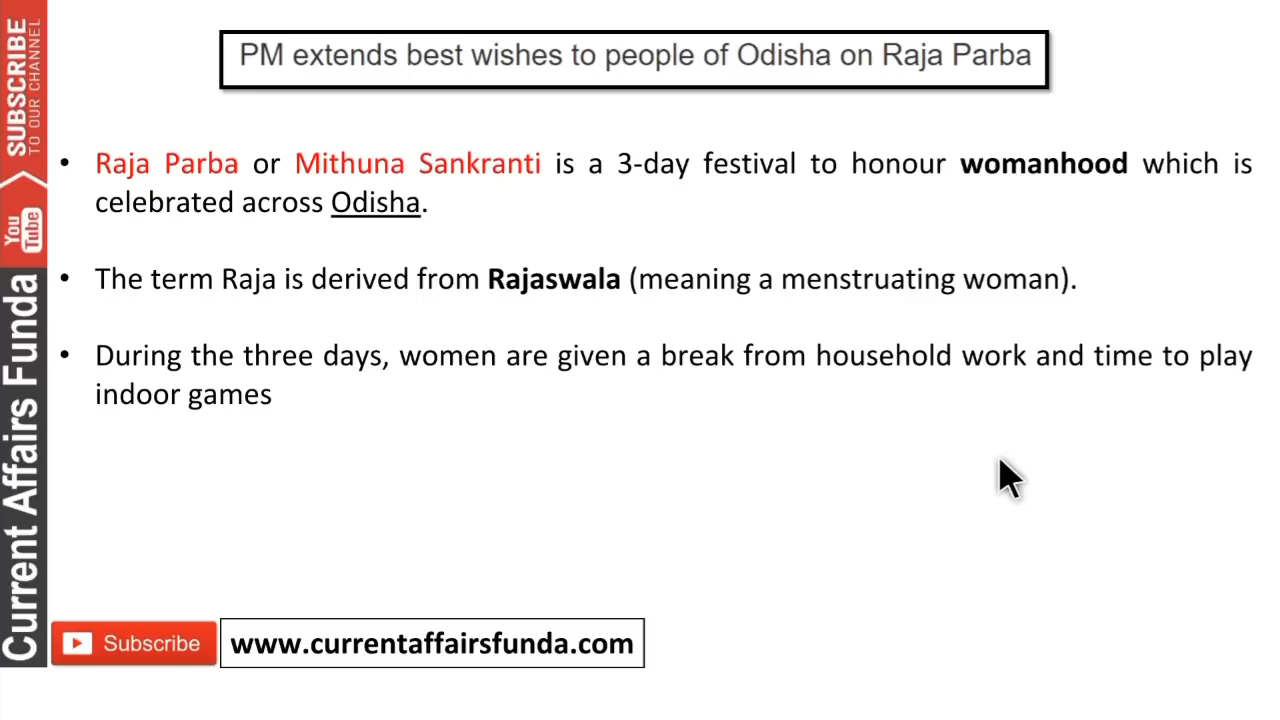 PM extends best wishes to people of Odisha on Raja Parba
• Raja Parba or Mithuna Sankranti is a 3-day festival to honour womanhood which is
celebrated across Odisha.
• The term Raja is derived from Rajaswala (meaning a menstruating woman).
• During the three days, women are given a break from household work and time to play
indoor games
SUBSCRIBE
TO OUR CHANNEL
You
Tube
Current Affairs Funda
Subscribe
www.currentaffairsfunda.com